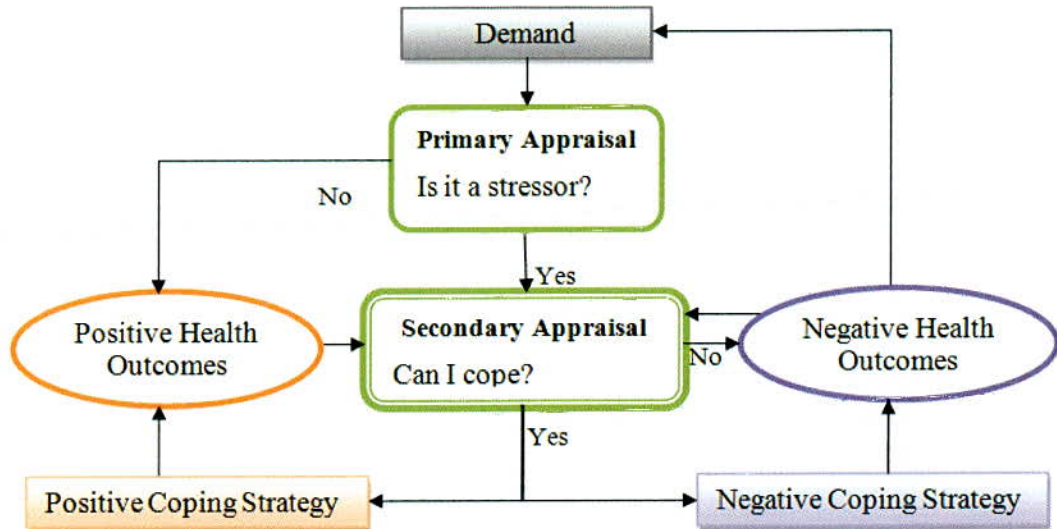 Demand
Primary Appraisal
Is it a stressor?
No
Yes
Positive Health
Outcomes
Secondary Appraisal
Can I cope?
No
Negative Health
Outcomes
Yes
Positive Coping Strategy
Negative Coping Strategy